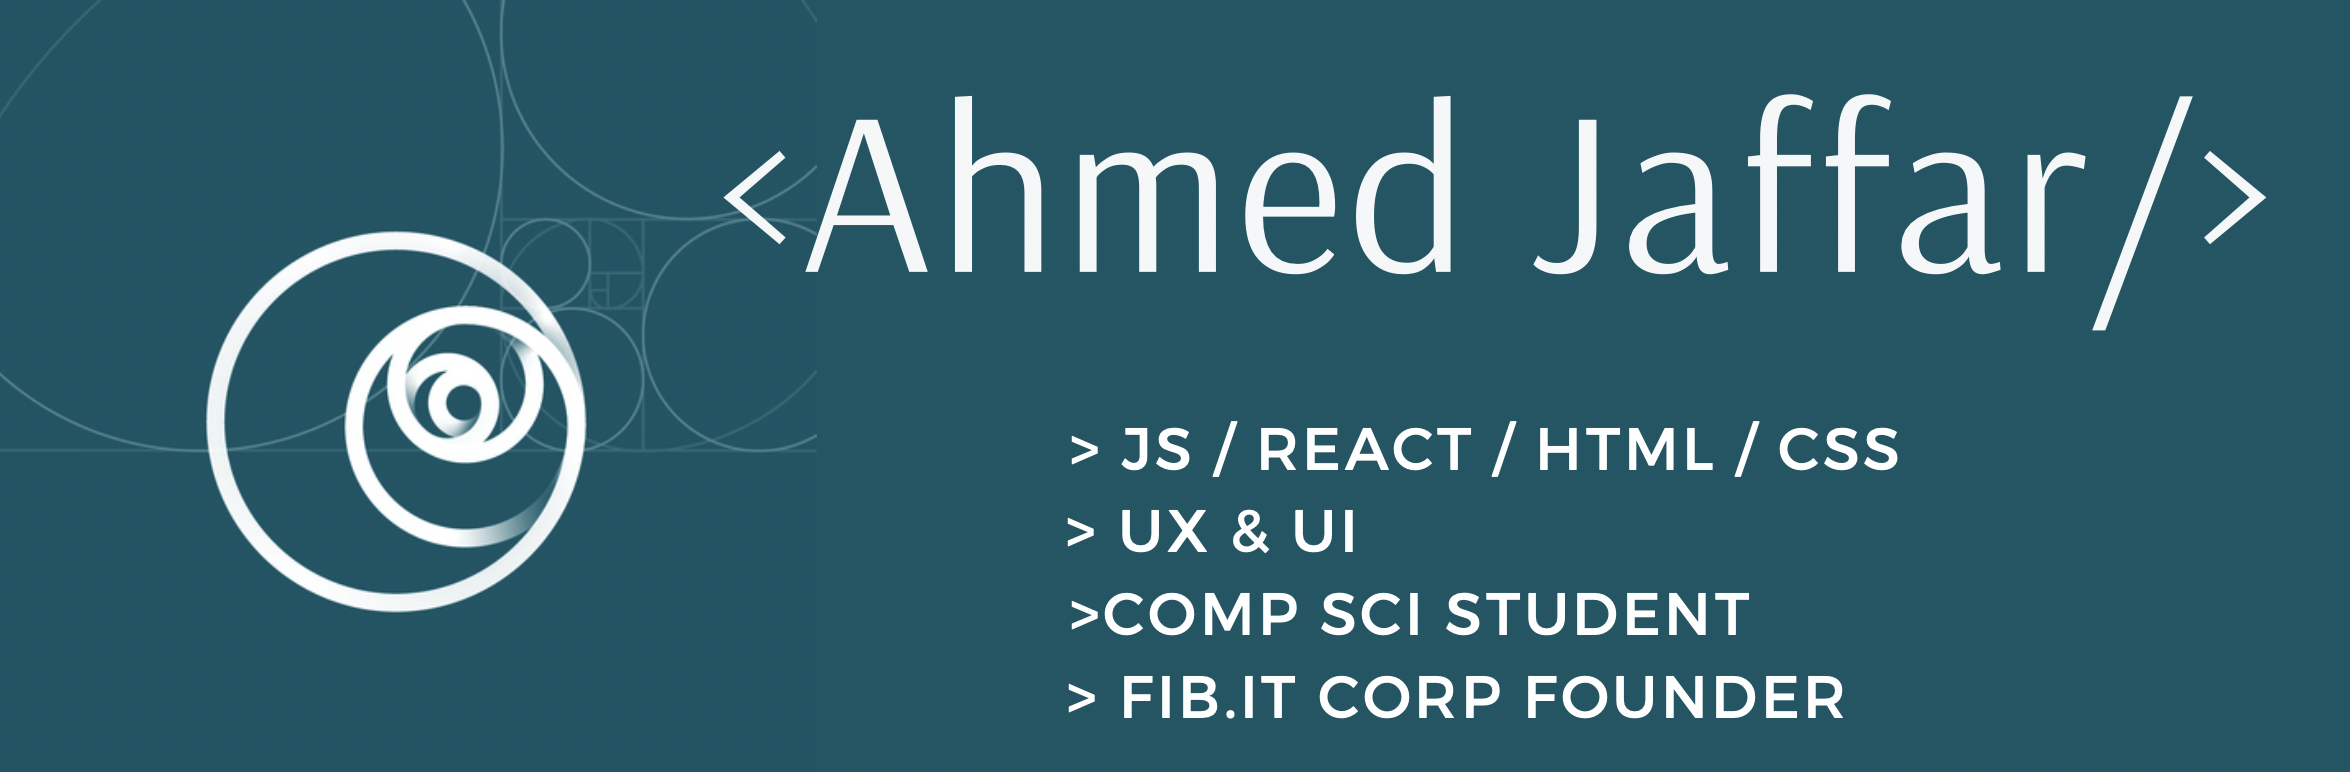 <Ahmed Jaffar/>
> JS / REACT / HTML / CSS
> UX & UI
>COMP SCI STUDENT
> FIB.IT CORP FOUNDER